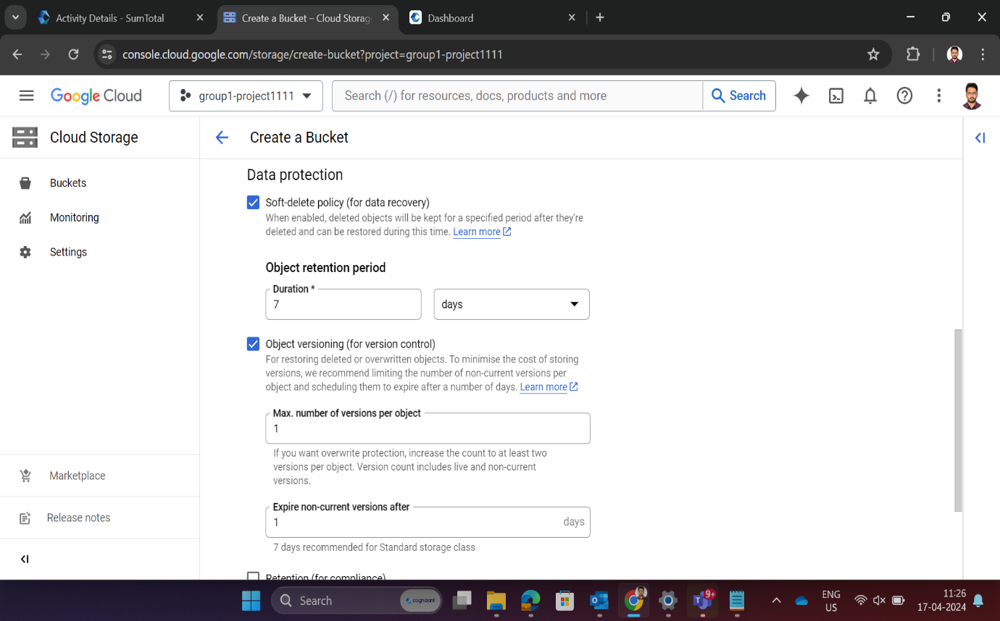 Activity Details - SumTotal
Create a Bucket – Cloud Storag
Dashboard
console.cloud.google.com/storage/create-bucket?project=group1-project1111
Google Cloud
group1-project1111
Search (/) for resources, docs, products and more
Search
Cloud Storage
Create a Bucket
Buckets
Monitoring
Settings
Marketplace
Release notes
Data protection
Soft-delete policy (for data recovery)
When enabled, deleted objects will be kept for a specified period after they're
deleted and can be restored during this time. Learn more
Object retention period
Duration *
7
days
Object versioning (for version control)
For restoring deleted or overwritten objects. To minimise the cost of storing
versions, we recommend limiting the number of non-current versions per
object and scheduling them to expire after a number of days. Learn more
Max. number of versions per object
1
If you want overwrite protection, increase the count to at least two
versions per object. Version count includes live and non-current
versions.
Expire non-current versions after
1
days
7 days recommended for Standard storage class
Retention (for compliance)
Search
cognizant
9+
ENG
US
11:26
17-04-2024